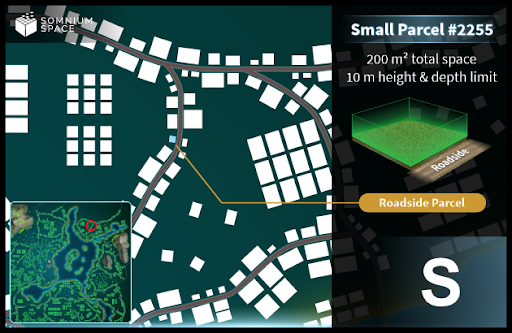 SOMNIUM
SPACE
Small Parcel #2255
200 m² total space
10 m height & depth limit
Roadside
Roadside Parcel
S